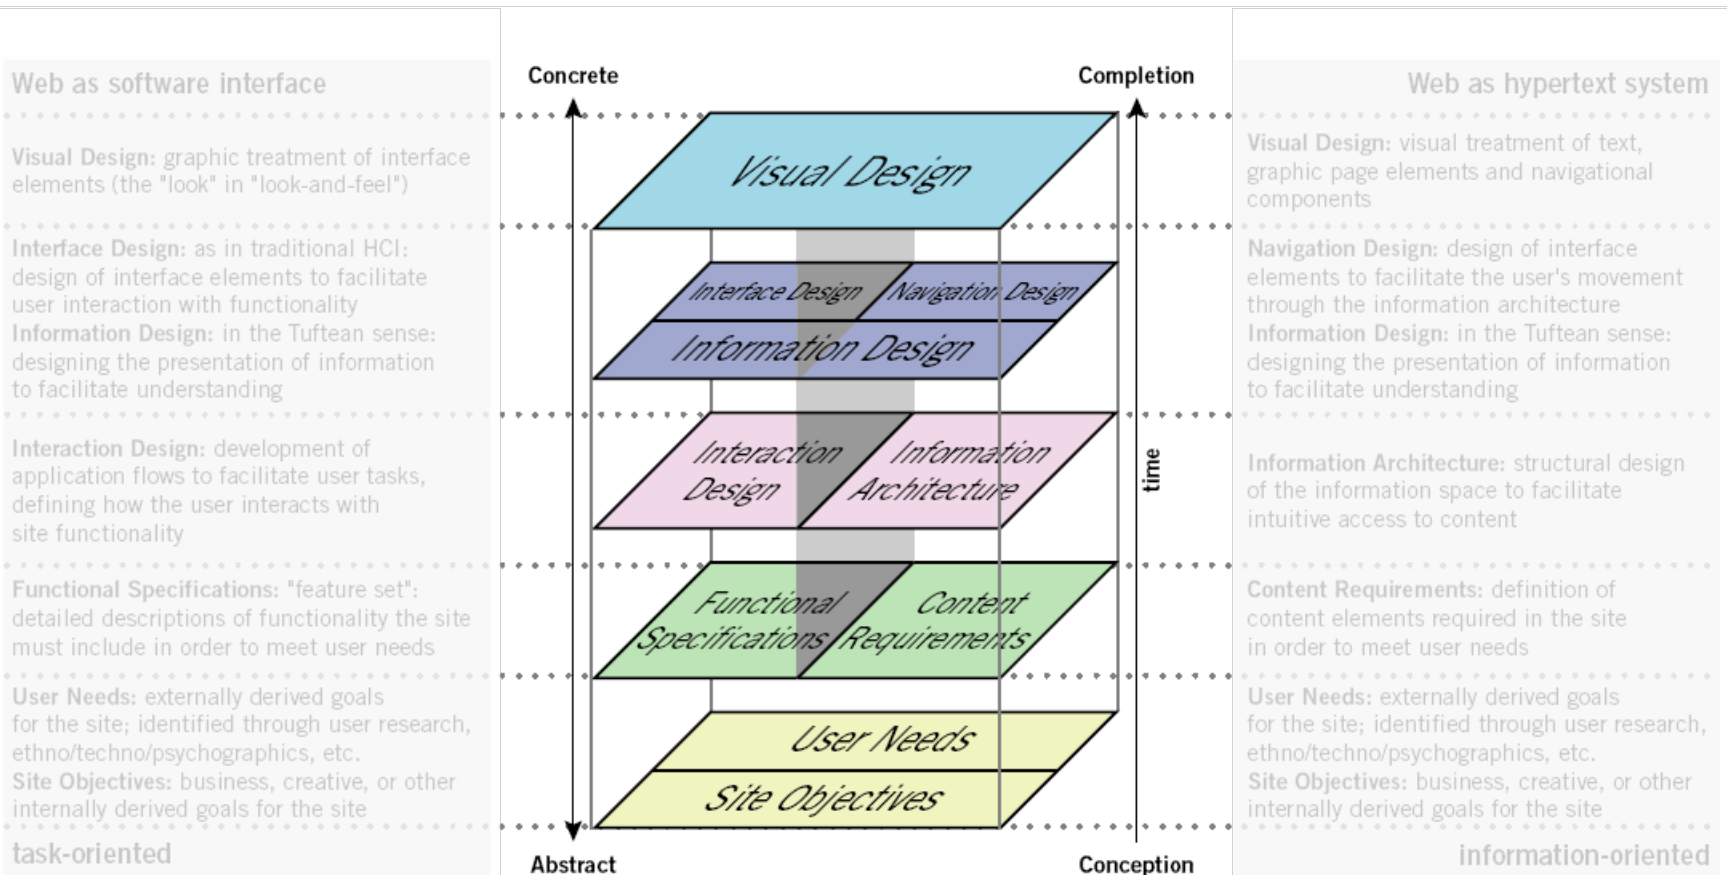 Web as software interface
Visual Design: graphic treatment of interface
elements (the "look" in "look-and-feel")
Interface Design: as in traditional HCI:
design of interface elements to facilitate
user interaction with functionality
Information Design: in the Tuftean sense:
designing the presentation of information
to facilitate understanding
Interaction Design: development of
application flows to facilitate user tasks,
defining how the user interacts with
site functionality
Functional Specifications: "feature set":
detailed descriptions of functionality the site
must include in order to meet user needs
User Needs: externally derived goals
for the site; identified through user research,
ethno/techno/psychographics, etc.
Site Objectives: business, creative, or other
internally derived goals for the site
task-oriented
Concrete
Completion
Visual Design
Interface Design
Navigation Design
Information Design
Interaction
Design
Information
Architecture
time
Functional
Specifications
Content
Requirements
User Needs
Site Objectives
Abstract
Conception
Web as hypertext system
Visual Design: visual treatment of text,
graphic page elements and navigational
components
Navigation Design: design of interface
elements to facilitate the user's movement
through the information architecture
Information Design: in the Tuftean sense:
designing the presentation of information
to facilitate understanding
Information Architecture: structural design
of the information space to facilitate
intuitive access to content
Content Requirements: definition of
content elements required in the site
in order to meet user needs
User Needs: externally derived goals
for the site; identified through user research,
ethno/techno/psychographics, etc.
Site Objectives: business, creative, or other
internally derived goals for the site
information-oriented